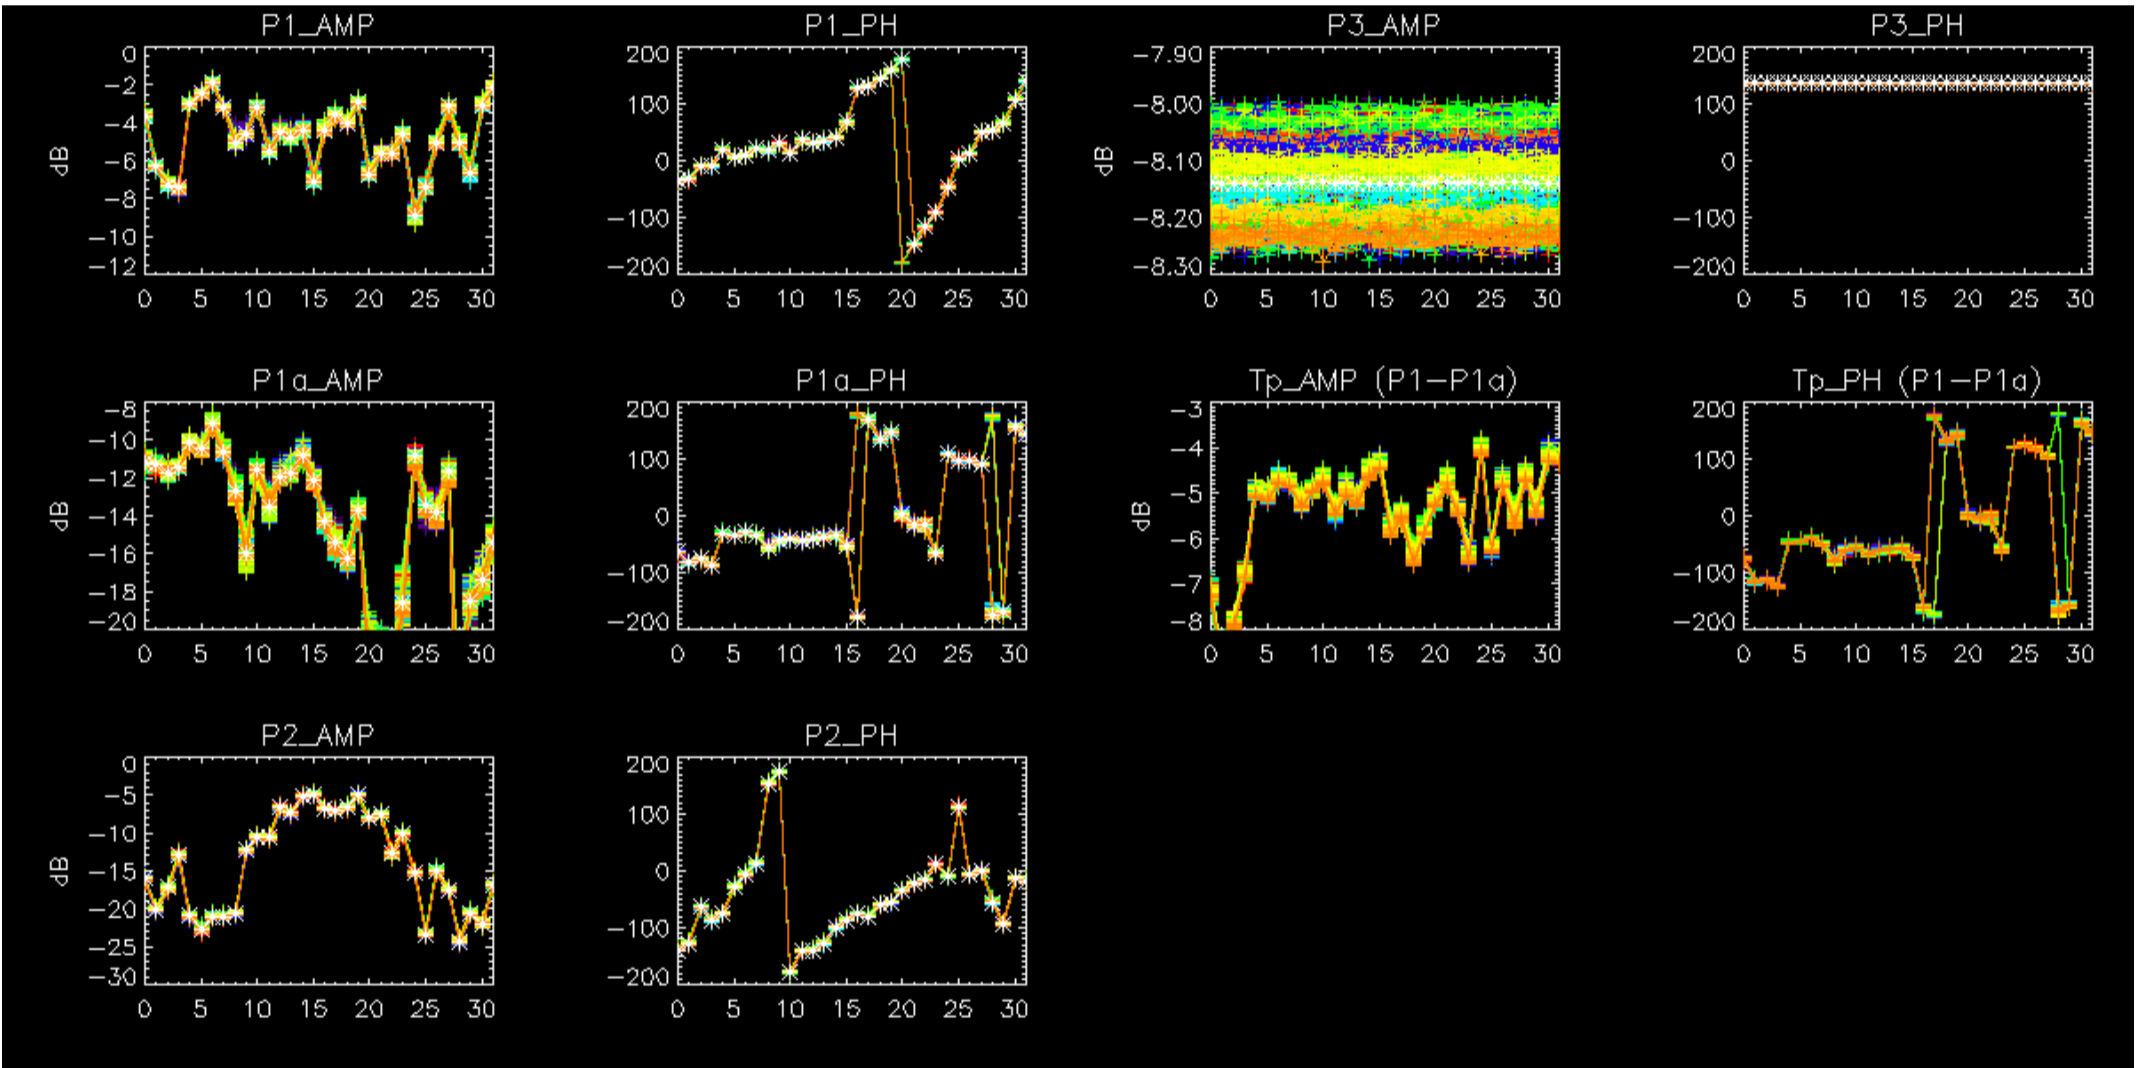 P1_AMP
0
−2
−4
−6
−8
−10
−12
dB
0 5 10 15 20 25 30
P1_PH
200
100
0
−100
−200
0 5 10 15 20 25 30
P3_AMP
−7.90
−8.00
−8.10
−8.20
−8.30
dB
0 5 10 15 20 25 30
P3_PH
200
100
0
−100
−200
0 5 10 15 20 25 30
P1a_AMP
−8
−10
−12
−14
−16
−18
−20
dB
0 5 10 15 20 25 30
P1a_PH
200
100
0
−100
−200
0 5 10 15 20 25 30
Tp_AMP (P1−P1a)
−3
−4
−5
−6
−7
−8
dB
0 5 10 15 20 25 30
Tp_PH (P1−P1a)
200
100
0
−100
−200
0 5 10 15 20 25 30
P2_AMP
0
−5
−10
−15
−20
−25
−30
dB
0 5 10 15 20 25 30
P2_PH
200
100
0
−100
−200
0 5 10 15 20 25 30